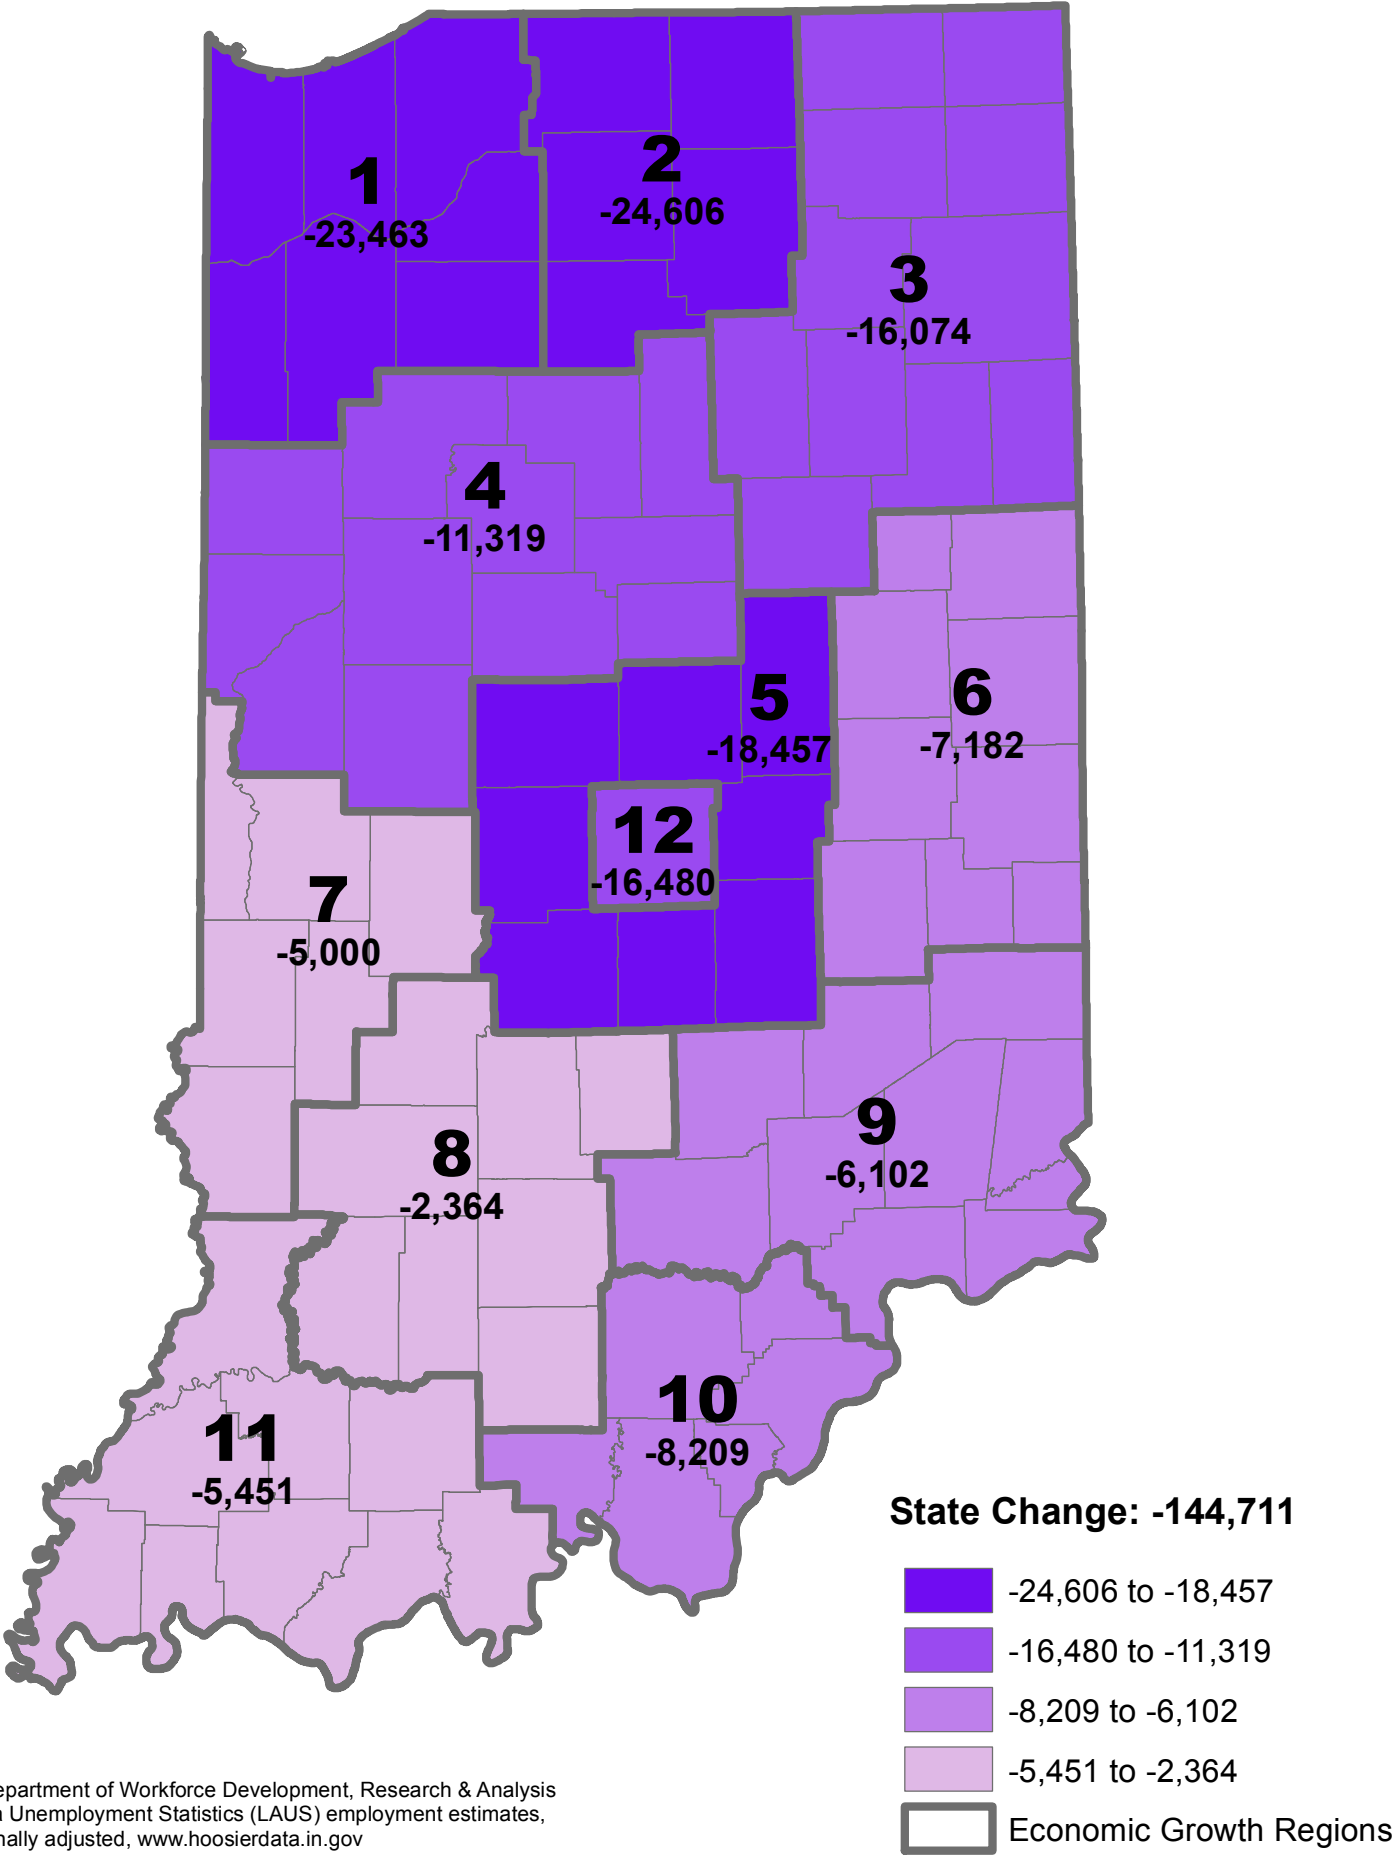 1
-23,463
2
-24,606
3
-16,074
4
-11,319
5
-18,457
6
-7,182
12
-16,480
7
-5,000
8
-2,364
9
-6,102
10
-8,209
11
-5,451
State Change: -144,711
-24,606 to -18,457
-16,480 to -11,319
-8,209 to -6,102
-5,451 to -2,364
Economic Growth Regions
epartment of Workforce Development, Research & Analysis
a Unemployment Statistics (LAUS) employment estimates,
nally adjusted, www.hoosierdata.in.gov